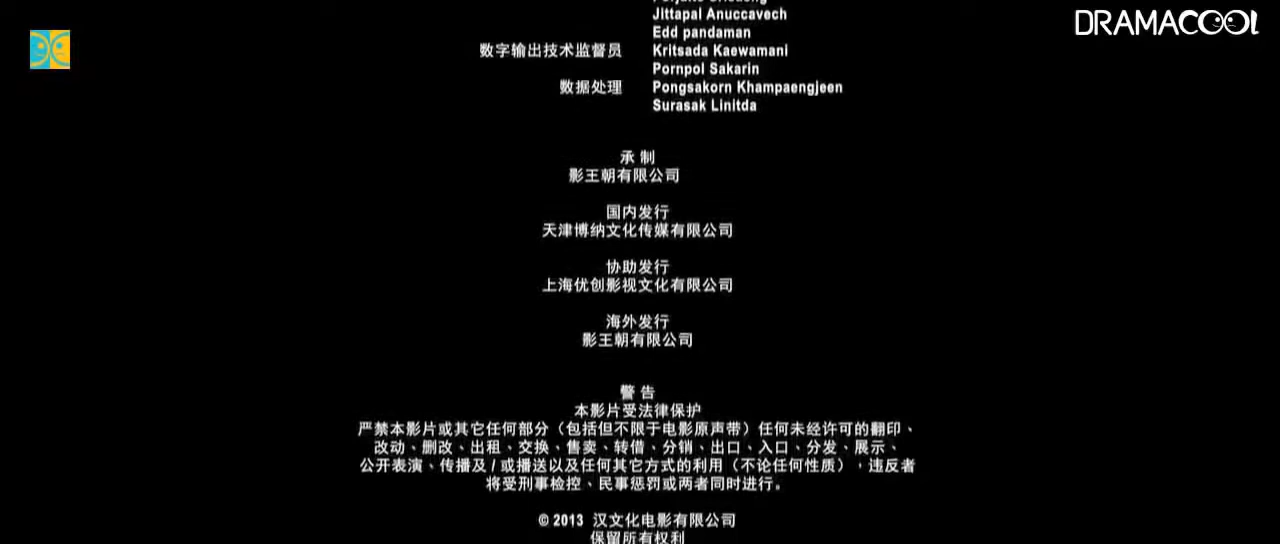 DRAMACOOL
Jittapal Anuccavech
Edd pandaman
数字输出技术监督员 Kritsada Kaewamani
Pornpol Sakarin
数据处理 Pongsakorn Khampaengjeen
Surasak Linitda
承 制
影王朝有限公司
国内发行
天津博纳文化传媒有限公司
协助发行
上海优创影视文化有限公司
海外发行
影王朝有限公司
警 告
本影片受法律保护
严禁本影片或其它任何部分（包括但不限于电影原声带）任何未经许可的翻印、
改动、删改、出租、交换、售卖、转借、分销、出口、入口、分发、展示、
公开表演、传播及 / 或播送以及任何其它方式的利用（不论任何性质），违反者
将受刑事检控、民事惩罚或两者同时进行。
© 2013 汉文化电影有限公司
保留所有权利